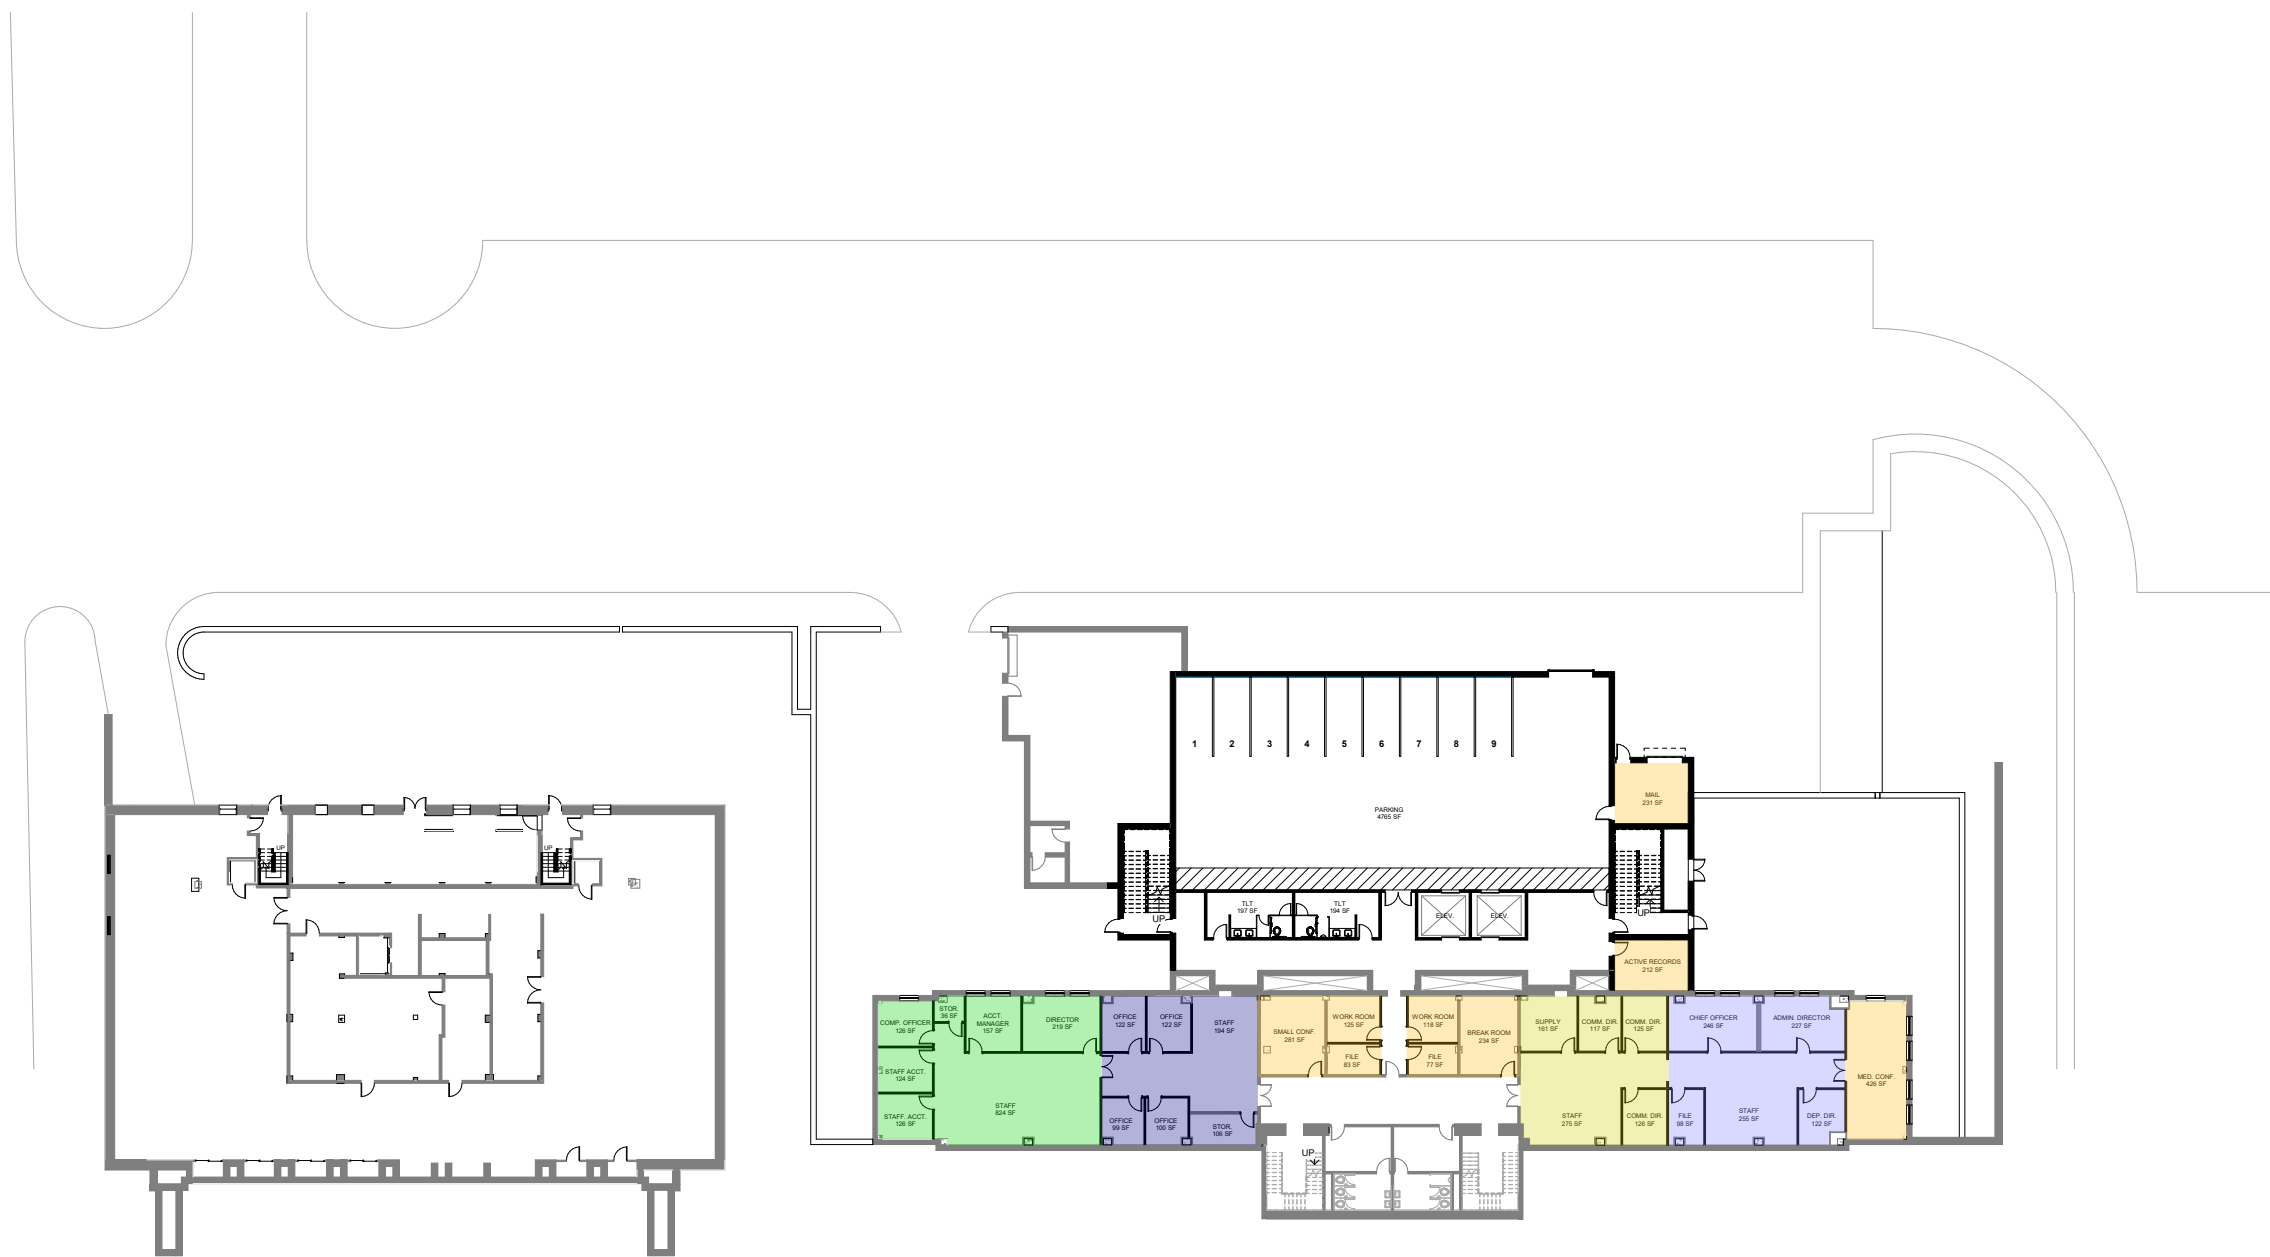 1 2 3 4 5 6 7 8 9
MAIL
231 SF
PARKING
4765 SF
UP
UP
TLT
197 SF
TLT
194 SF
ELEV.
ELEV.
UP
UP
ACTIVE RECORDS
212 SF
COMP. OFFICER
126 SF
STOR.
36 SF
ACCT.
MANAGER
157 SF
DIRECTOR
219 SF
OFFICE
122 SF
OFFICE
122 SF
STAFF
194 SF
SMALL CONF.
281 SF
WORK ROOM
125 SF
WORK ROOM
118 SF
BREAK ROOM
234 SF
SUPPLY
161 SF
COMM. DIR.
117 SF
COMM. DIR.
125 SF
CHIEF OFFICER
246 SF
ADMIN. DIRECTOR
227 SF
FILE
83 SF
FILE
77 SF
STAFF ACCT.
124 SF
MED. CONF.
426 SF
STAFF. ACCT.
126 SF
STAFF
824 SF
OFFICE
99 SF
OFFICE
100 SF
STOR.
106 SF
STAFF
275 SF
COMM. DIR.
126 SF
FILE
98 SF
STAFF
255 SF
DEP. DIR.
122 SF
UP